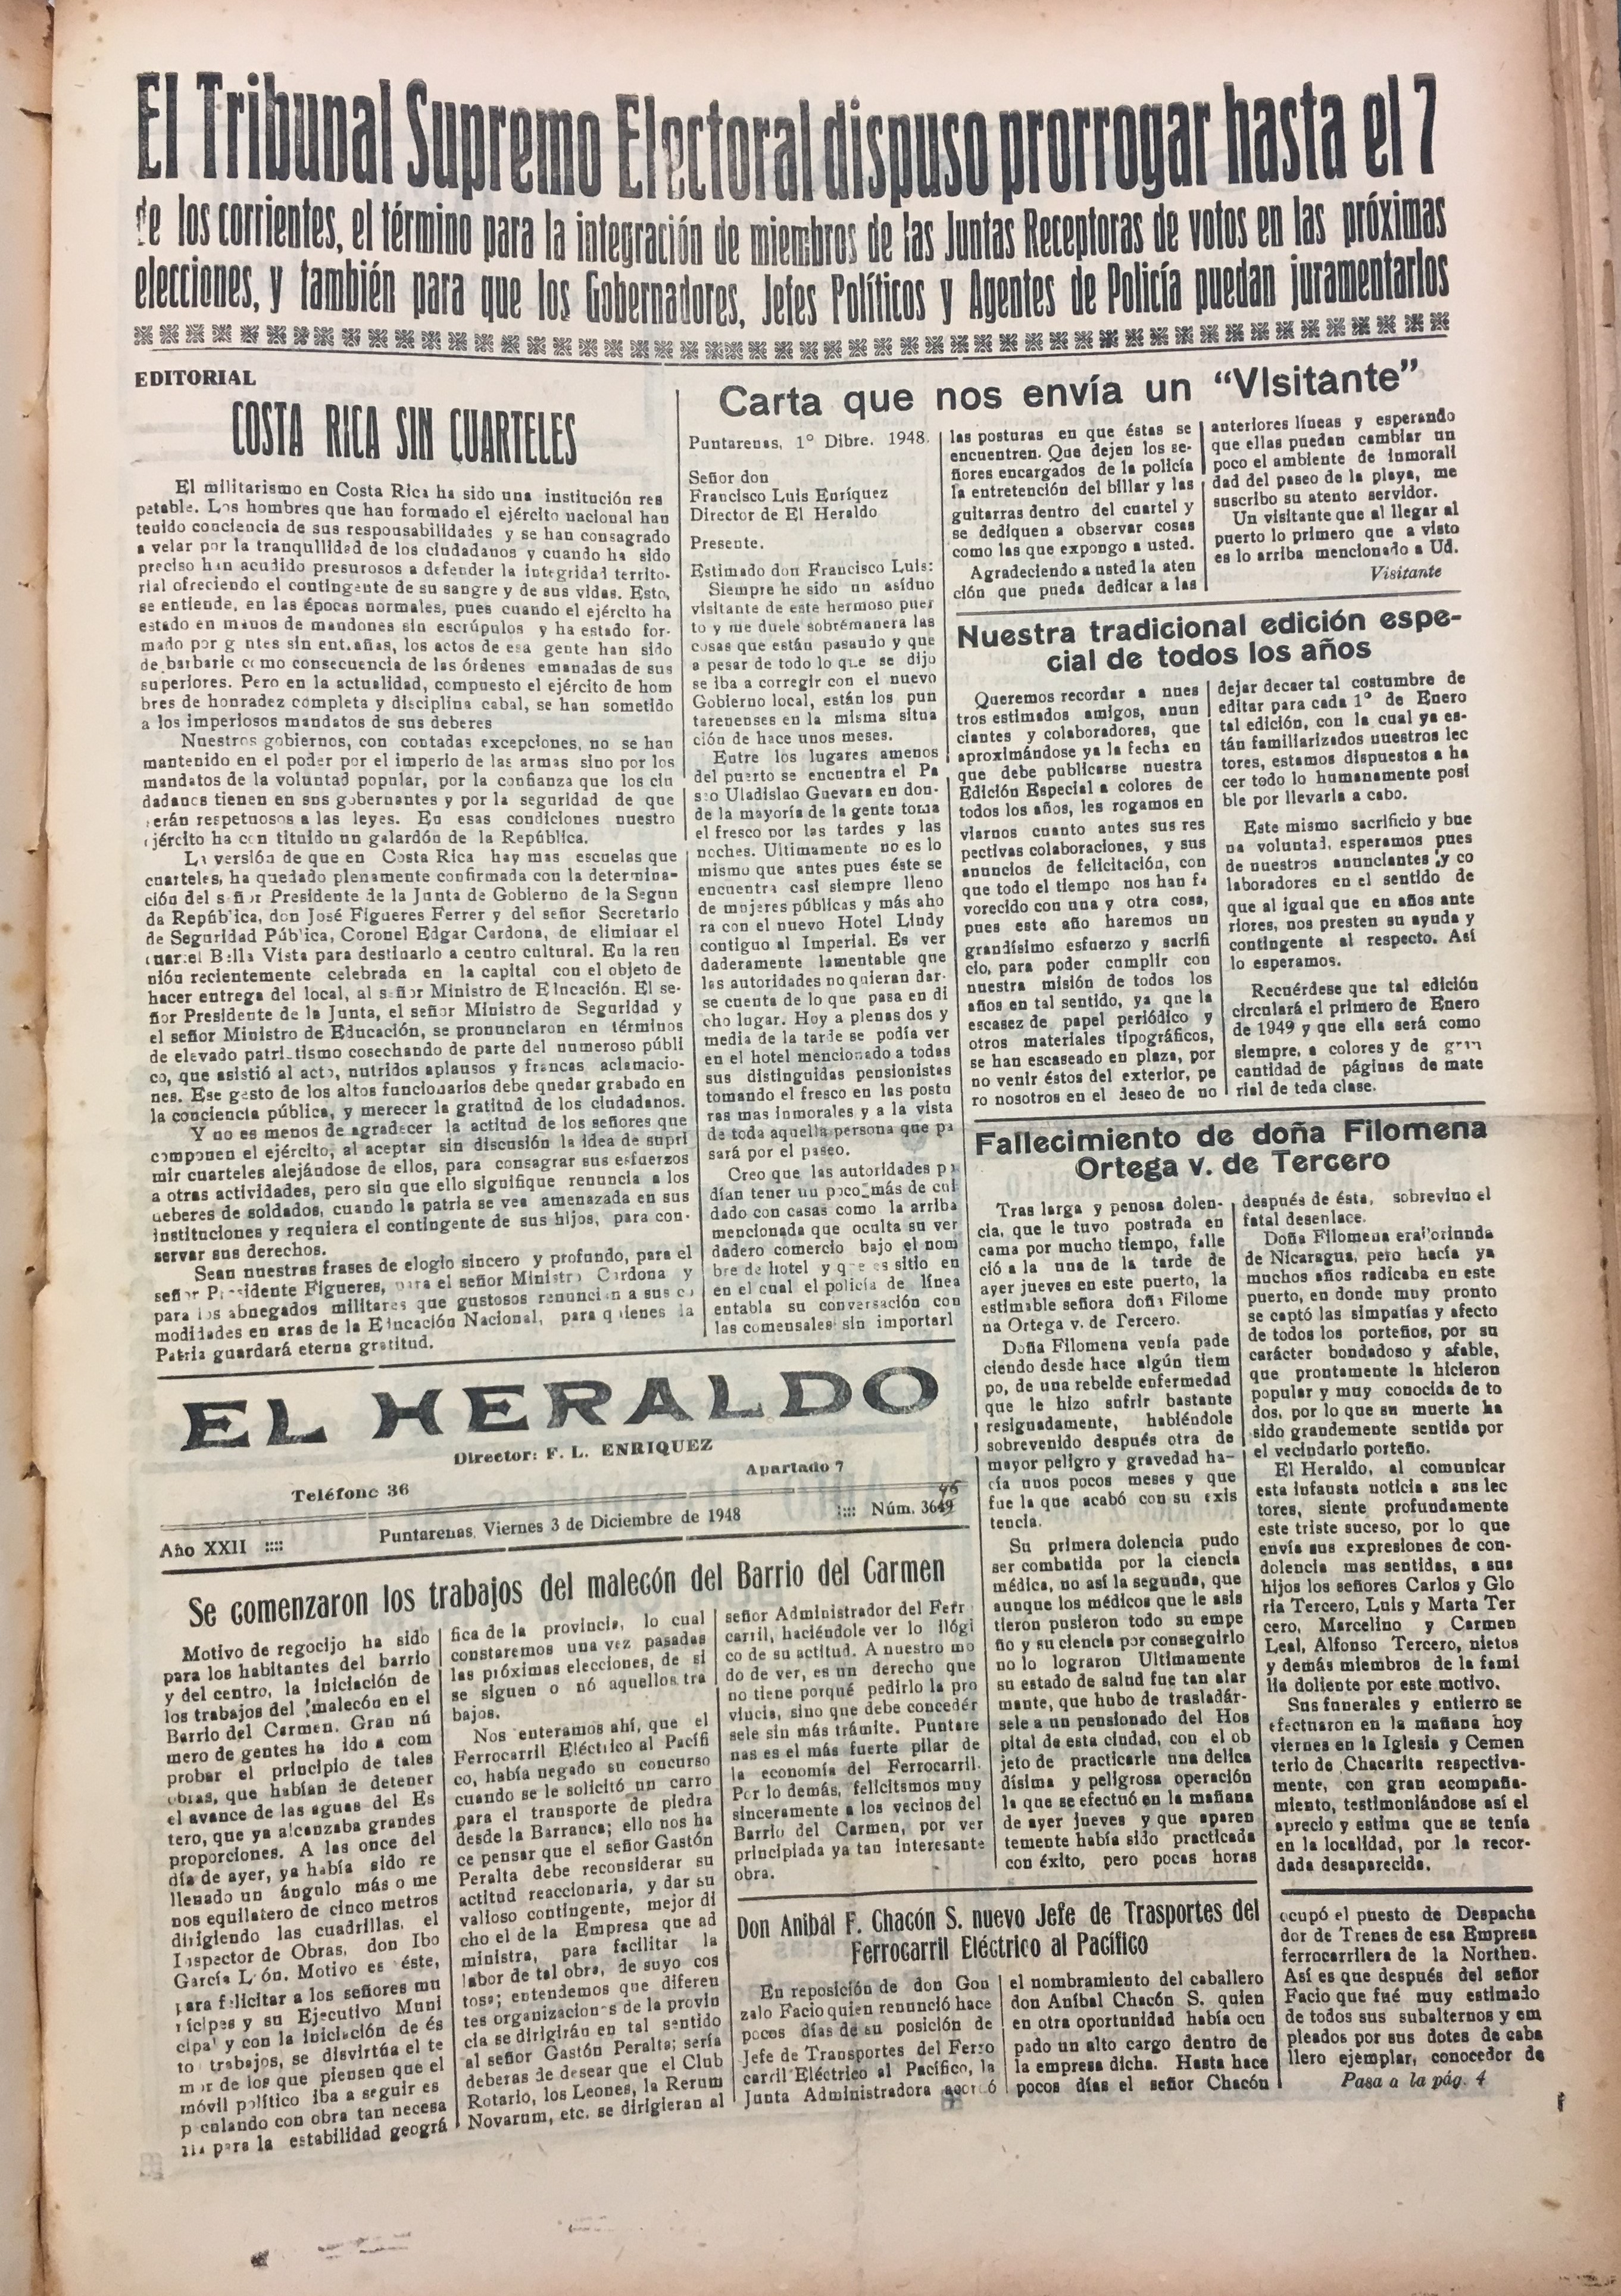 El Tribunal Supremo Electoral dispuso prorrogar hasta el 7
de los corrientes, el término para la integración de miembros de las Juntas Receptoras de votos en las próximas
elecciones, y también para que los Gobernadores, Jefes Políticos y Agentes de Policía puedan juramentarlos
EDITORIAL
COSTA RICA SIN CUARTELES
El militarismo en Costa Rica ha sido una institución res
petable. Los hombres que han formado el ejército nacional han
tenido conciencia de sus responsabilidades y se han consagrado
a velar por la tranquilidad de los ciudadanos y cuando ha sido
preciso han acudido presurosos a defender la integridad territo-
rial ofreciendo el contingente de su sangre y de sus vidas. Esto,
se entiende, en las épocas normales, pues cuando el ejército ha
estado en manos de mandones sin escrúpulos y ha estado for-
mado por g ntes sin ent.añas, los actos de esa gente han sido
de barbarie como consecuencia de las órdenes emanadas de sus
superiores. Pero en la actualidad, compuesto el ejército de hom
bres de honradez completa y disciplina cabal, se han sometido
a los imperiosos mandatos de sus deberes
Nuestros gobiernos, con contadas excepciones, no se han
mantenido en el poder por el imperio de las armas sino por los
mandatos de la voluntad popular, por la confianza que los ciu
dadanos tienen en sus gobernantes y por la seguridad de que
serán respetuosos a las leyes. En esas condiciones nuestro
ejército ha constituido un galardón de la República.
La versión de que en Costa Rica hay mas escuelas que
cuarteles, ha quedado plenamente confirmada con la determina-
ción del señor Presidente de la Junta de Gobierno de la Segun
da República, don José Figueres Ferrer y del señor Secretario
de Seguridad Pública, Coronel Edgar Cardona, de eliminar el
cuartel Bella Vista para destinarlo a centro cultural. En la reu
nión recientemente celebrada en la capital con el objeto de
hacer entrega del local, al señor Ministro de Educación. El se-
ñor Presidente de la Junta, el señor Ministro de Seguridad y
el señor Ministro de Educación, se pronunciaron en términos
de elevado patriotismo cosechando de parte del numeroso públi
co, que asistió al acto, nutridos aplausos y francas aclamacio-
nes. Ese gesto de los altos funcionarios debe quedar grabado en
la conciencia pública, y merecer la gratitud de los ciudadanos.
Y no es menos de agradecer la actitud de los señores que
componen el ejército, al aceptar sin discusión la idea de supri
mir cuarteles alejándose de ellos, para consagrar sus esfuerzos
a otras actividades, pero sin que ello signifique renuncia a los
deberes de soldados, cuando la patria se vea amenazada en sus
instituciones y requiera el contingente de sus hijos, para con-
servar sus derechos.
Sean nuestras frases de elogio sincero y profundo, para el
señor Presidente Figueres, para el señor Ministro Cardona y
para los abnegados militares que gustosos renuncian a sus co
modidades en aras de la Educación Nacional, para quienes la
Patria guardará eterna gratitud.
Carta que nos envía un "Visitante"
Puntarenas, 1º Dibre. 1948.
Señor don
Francisco Luis Enríquez
Director de El Heraldo
Presente.
Estimado don Francisco Luis:
Siempre he sido un asíduo
visitante de este hermoso puer
to y me duele sobremanera las
cosas que están pasando y que
a pesar de todo lo que se dijo
se iba a corregir con el nuevo
Gobierno local, están los pun
tarenenses en la misma situa
ción de hace unos meses.
Entre los lugares amenos
del puerto se encuentra el Pa
seo Uladislao Guevara en don-
de la mayoría de la gente toma
el fresco por las tardes y las
noches. Ultimamente no es lo
mismo que antes pues éste se
encuentra casi siempre lleno
de mujeres públicas y más aho
ra con el nuevo Hotel Lindy
contiguo al Imperial. Es ver
daderamente lamentable que
las autoridades no quieran dar-
se cuenta de lo que pasa en di
cho lugar. Hoy a plenas dos y
media de la tarde se podía ver
en el hotel mencionado a todas
sus distinguidas pensionistas
tomando el fresco en las postu
ras mas inmorales y a la vista
de toda aquella persona que pa
sará por el paseo.
Creo que las autoridades po
dían tener un poco más de cui
dado con casas como la arriba
mencionada que oculta su ver
dadero comercio bajo el nom
bre de hotel y que es sitio en
en el cual el policía de línea
entabla su conversación con
las comensales sin importarl
las posturas en que éstas se
encuentren. Que dejen los se-
ñores encargados de la policía
la entretención del billar y las
guitarras dentro del cuartel y
se dediquen a observar cosas
como las que expongo a usted.
Agradeciendo a usted la aten
ción que pueda dedicar a las
anteriores líneas y esperando
que ellas puedan cambiar un
poco el ambiente de inmorali
dad del paseo de la playa, me
suscribo su atento servidor.
Un visitante que al llegar al
puerto lo primero que a visto
es lo arriba mencionado a Ud.
Visitante
Nuestra tradicional edición espe-
cial de todos los años
Queremos recordar a nues
tros estimados amigos, anun
ciantes y colaboradores, que
aproximándose ya la fecha en
que debe publicarse nuestra
Edición Especial a colores de
todos los años, les rogamos en
viarnos cuanto antes sus res
pectivas colaboraciones, y sus
anuncios de felicitación, con
que todo el tiempo nos han fa
vorecido con una y otra cosa,
pues este año haremos un
grandísimo esfuerzo y sacrifi
cio, para poder cumplir con
nuestra misión de todos los
años en tal sentido, ya que la
escasez de papel periódico y
otros materiales tipográficos,
se han escaseado en plaza, por
no venir éstos del exterior, pe
ro nosotros en el deseo de no
dejar decaer tal costumbre de
editar para cada 1º de Enero
tal edición, con la cual ya es-
tán familiarizados nuestros lec
tores, estamos dispuestos a ha
cer todo lo humanamente posi
ble por llevarla a cabo.
Este mismo sacrificio y bue
na voluntad, esperamos pues
de nuestros anunciantes y co
laboradores en el sentido de
que al igual que en años ante
riores, nos presten su ayuda y
contingente al respecto. Así
lo esperamos.
Recuérdese que tal edición
circulará el primero de Enero
de 1949 y que ella será como
siempre, a colores y de gran
cantidad de páginas de mate
rial de teda clase.
Fallecimiento de doña Filomena
Ortega v. de Tercero
Tras larga y penosa dolen-
cia, que le tuvo postrada en
cama por mucho tiempo, falle
ció a la una de la tarde de
ayer jueves en este puerto, la
estimable señora doña Filome
na Ortega v. de Tercero.
Doña Filomena venía pade
ciendo desde hace algún tiem
po, de una rebelde enfermedad
que le hizo sufrir bastante
resignadamente, habiéndole
sobrevenido después otra de
mayor peligro y gravedad ha-
cía unos pocos meses y que
fue la que acabó con su exis
tencia.
Su primera dolencia pudo
ser combatida por la ciencia
médica, no así la segunda, que
aunque los médicos que le asis
tieron pusieron todo su empe
ño y su ciencia por conseguirlo
no lo lograron Ultimamente
su estado de salud fue tan alar
mante, que hubo de trasladár-
sele a un pensionado del Hos
pital de esta ciudad, con el ob
jeto de practicarle una delica
dísima y peligrosa operación
la que se efectuó en la mañana
de ayer jueves y que aparen
temente había sido practicada
con éxito, pero pocas horas
después de ésta, sobrevino el
fatal desenlace.
Doña Filomena era oriunda
de Nicaragua, pero hacía ya
muchos años radicaba en este
puerto, en donde muy pronto
se captó las simpatías y afecto
de todos los porteños, por su
carácter bondadoso y afable,
que prontamente la hicieron
popular y muy conocida de to
dos, por lo que su muerte ha
sido grandemente sentida por
el vecindario porteño.
El Heraldo, al comunicar
esta infausta noticia a sus lec
tores, siente profundamente
este triste suceso, por lo que
envía sus expresiones de con-
dolencia mas sentidas, a sus
hijos los señores Carlos y Glo
ria Tercero, Luis y Marta Ter
cero, Marcelino y Carmen
Leal, Alfonso Tercero, nietos
y demás miembros de la fami
lia doliente por este motivo.
Sus funerales y entierro se
efectuaron en la mañana hoy
viernes en la Iglesia y Cemen
terio de Chacarita respectiva-
mente, con gran acompaña-
miento, testimoniándose así el
aprecio y estima que se tenía
en la localidad, por la recor-
dada desaparecida.
EL HERALDO
Director: F. L. ENRIQUEZ
Teléfono 36
Apartado 7
Año XXII :::: Puntarenas, Viernes 3 de Diciembre de 1948 :::: Núm. 3649
45
Se comenzaron los trabajos del malecón del Barrio del Carmen
Motivo de regocijo ha sido
para los habitantes del barrio
y del centro, la iniciación de
los trabajos del malecón en el
Barrio del Carmen. Gran nú
mero de gentes ha ido a com
probar el principio de tales
obras, que habían de detener
el avance de las aguas del Es
tero, que ya alcanzaba grandes
proporciones. A las once del
día de ayer, ya había sido re
llenado un ángulo más o me
nos equilatero de cinco metros
dirigiendo las cuadrillas, el
Inspector de Obras, don Ibo
García León. Motivo es éste,
para felicitar a los señores mu
nícipes y su Ejecutivo Muni
cipal y con la iniciación de és
to trabajos, se disvirtúa el te
mor de los que piensen que el
móvil político iba a seguir es
peculando con obra tan necesa
ria para la estabilidad geográ
fica de la provincia, lo cual
constaremos una vez pasadas
las próximas elecciones, de si
se siguen o nó aquellos tra
bajos.
Nos enteramos ahí, que el
Ferrocarril Eléctrico al Pacífi
co, había negado su concurso
cuando se le solicitó un carro
para el transporte de piedra
desde la Barranca; ello nos ha
ce pensar que el señor Gastón
Peralta debe reconsiderar su
actitud reaccionaria, y dar su
valioso contingente, mejor di
cho el de la Empresa que ad
ministra, para facilitar la
labor de tal obra, de suyo cos
tosa; entendemos que diferen
tes organizaciones de la provin
cia se dirigirán en tal sentido
al señor Gastón Peralta; sería
deberas de desear que el Club
Rotario, los Leones, la Rerum
Novarum, etc. se dirigieran al
señor Administrador del Ferro
carril, haciéndole ver lo ilógi
co de su actitud. A nuestro mo
do de ver, es un derecho que
no tiene porqué pedirlo la pro
vincia, sino que debe concedér
sele sin más trámite. Puntare
nas es el más fuerte pilar de
la economía del Ferrocarril.
Por lo demás, felicitamos muy
sinceramente a los vecinos del
Barrio del Carmen, por ver
principiada ya tan interesante
obra.
Don Anibál F. Chacón S. nuevo Jefe de Trasportes del
Ferrocarril Eléctrico al Pacífico
En reposición de don Gon
zalo Facio quien renunció hace
pocos días de su posición de
Jefe de Transportes del Ferro
carril Eléctrico al Pacífico, la
Junta Administradora acordó
el nombramiento del caballero
don Aníbal Chacón S. quien
en otra oportunidad había ocu
pado un alto cargo dentro de
la empresa dicha. Hasta hace
pocos días el señor Chacón
ocupó el puesto de Despacha
dor de Trenes de esa Empresa
ferrocarrilera de la Northen.
Así es que después del señor
Facio que fué muy estimado
de todos sus subalternos y em
pleados por sus dotes de caba
llero ejemplar, conocedor de
Pasa a la pág. 4